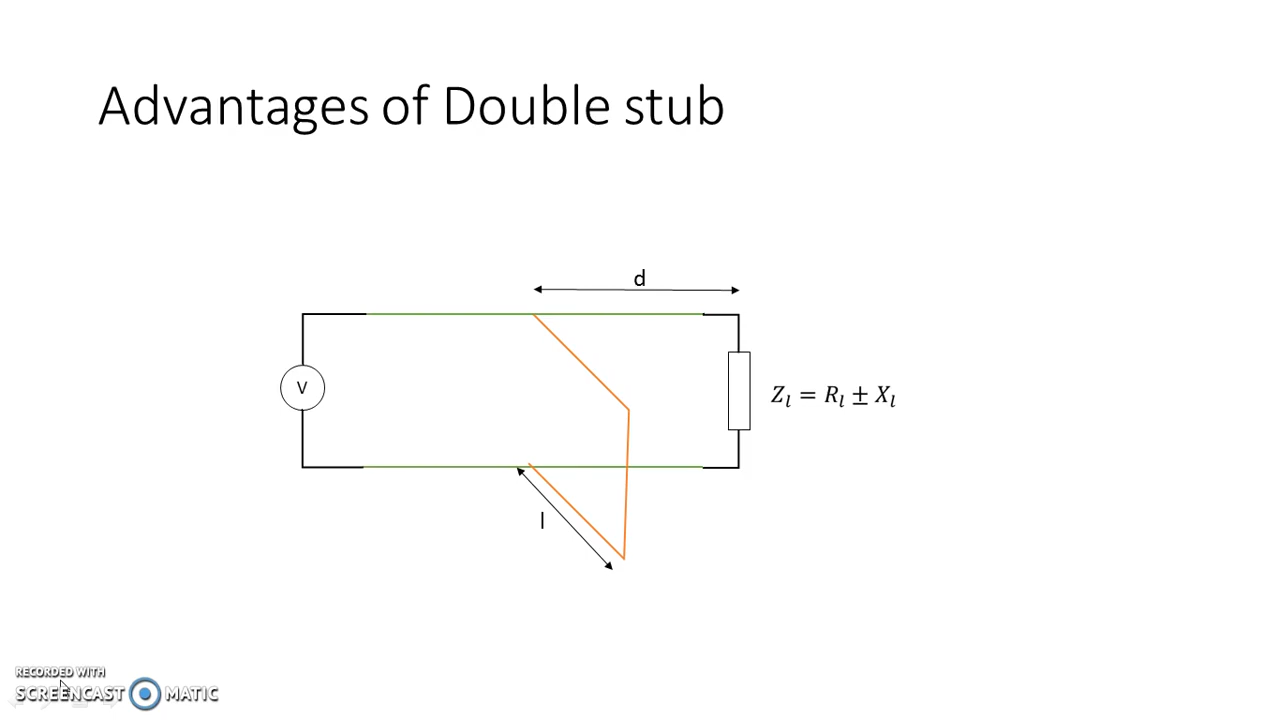 Advantages of Double stub
d
V
Z_l = R_l ± X_l
l
RECORDED WITH
SCREENCAST MATIC